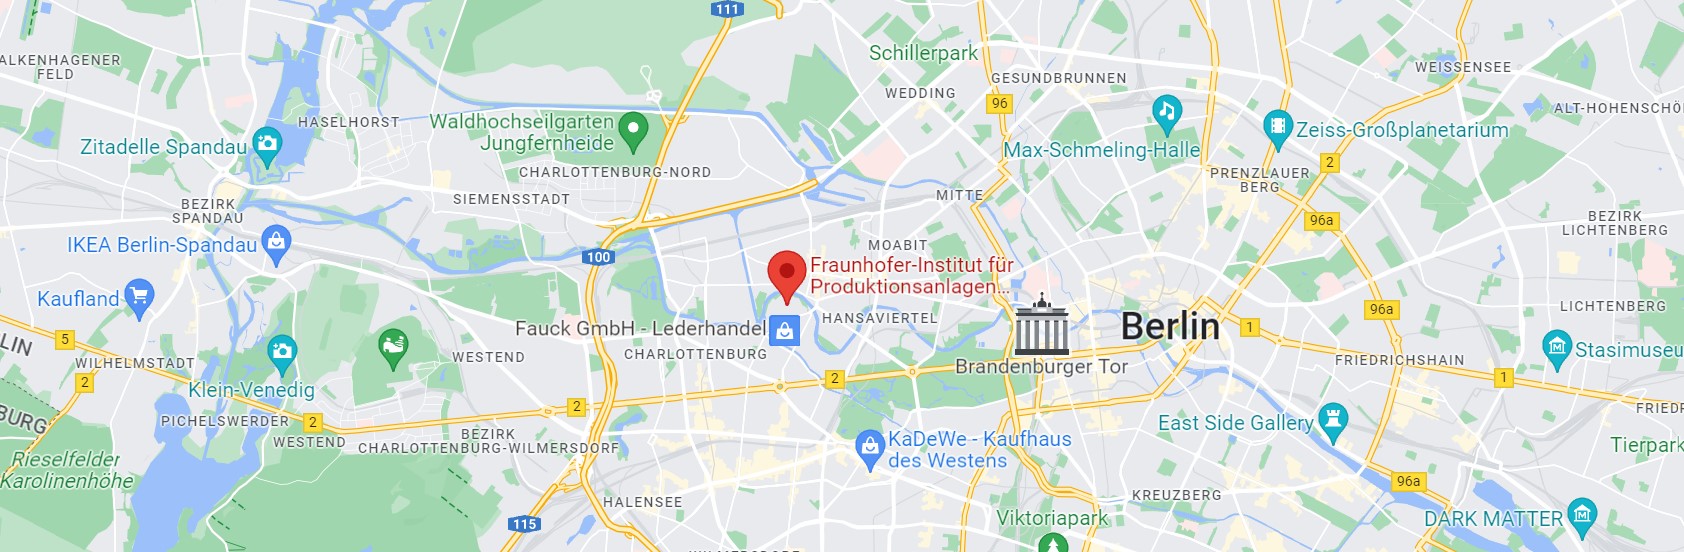 111
Schillerpark
ALKENHAGENER
FELD
WEISSENSEE
GESUNDBRUNNEN
WEDDING
96
ALT-HOHENSCHÖ
HASELHORST
Waldhochseilgarten
Jungfernheide
Zitadelle Spandau
Max-Schmeling-Halle
Zeiss-Großplanetarium
2
CHARLOTTENBURG-NORD
PRENZLAUER
BERG
SIEMENSSTADT
MITTE
BEZIRK
SPANDAU
96a
BEZIRK
LICHTENBERG
IKEA Berlin-Spandau
MOABIT
100
Fraunhofer-Institut für
Produktionsanlagen...
Kaufland
HANSAVIERTEL
96a
LICHTENBERG
Fauck GmbH - Lederhandel
Berlin
1
5
LIN
CHARLOTTENBURG
WESTEND
WILHELMSTADT
Brandenburger Tor
FRIEDRICHSHAIN
Stasimuseu
2
Klein-Venedig
2
1
2
2
BURG
PICHELSWERDER
WESTEND
BEZIRK
CHARLOTTENBURG-WILMERSDORF
East Side Gallery
FRIED
KaDeWe - Kaufhaus
des Westens
Tierpark
Rieselfelder
Karolinenhöhe
96a
HALENSEE
KREUZBERG
115
Viktoriapark
DARK MATTER